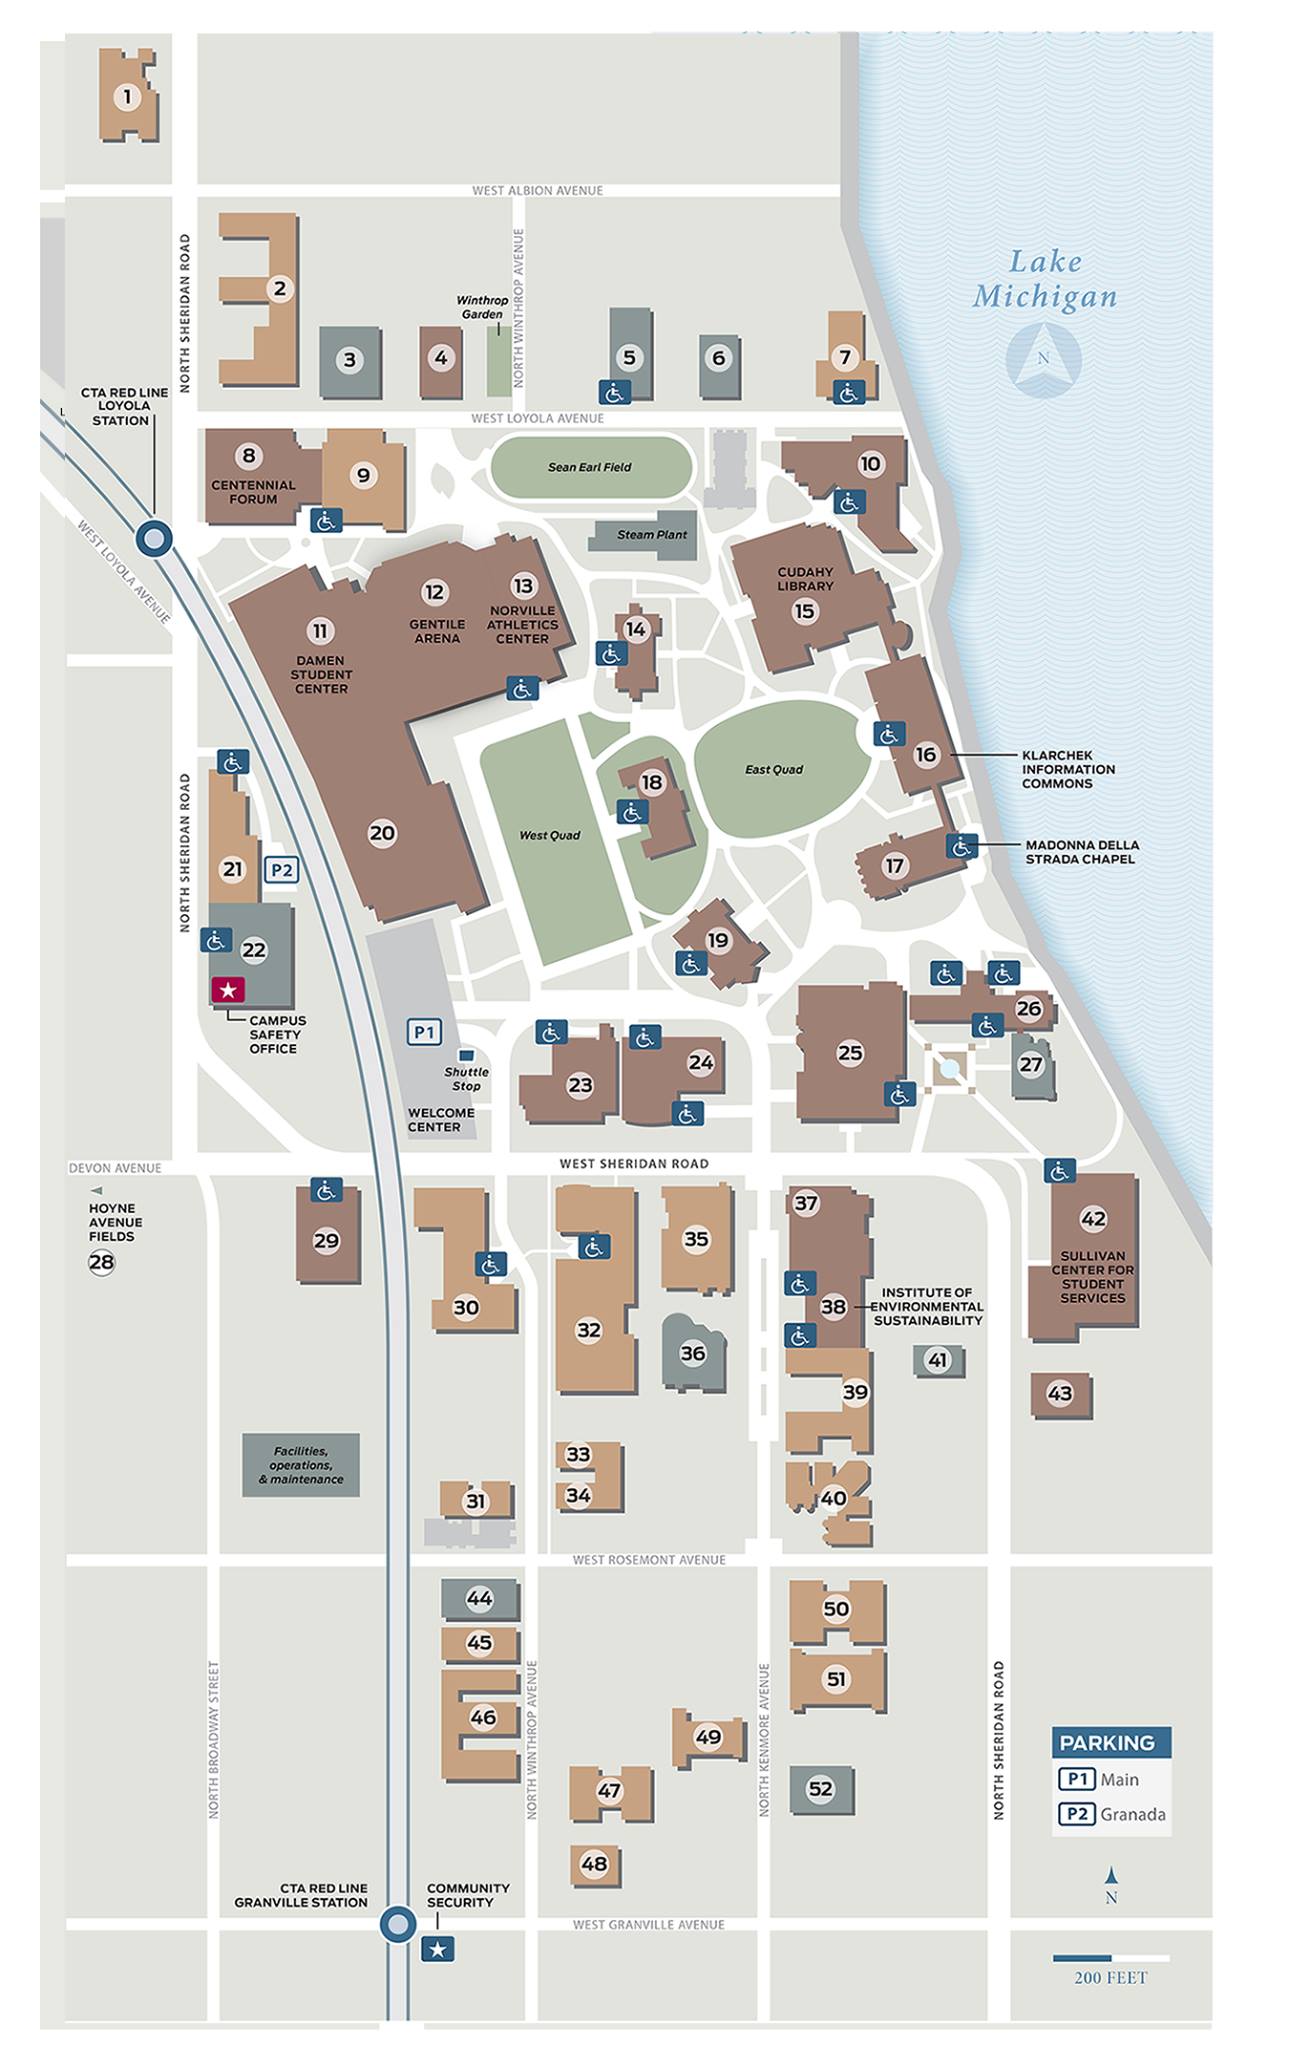 1
WEST ALBION AVENUE
NORTH SHERIDAN ROAD
NORTH WINTHROP AVENUE
Lake
Michigan
N
2
Winthrop
Garden
3
4
5
6
7
CTA RED LINE
LOYOLA
STATION
L
WEST LOYOLA AVENUE
WEST LOYOLA AVENUE
8
CENTENNIAL
FORUM
9
Sean Earl Field
10
Steam Plant
CUDAHY
LIBRARY
15
11
DAMEN
STUDENT
CENTER
12
GENTILE
ARENA
13
NORVILLE
ATHLETICS
CENTER
14
16
KLARCHEK
INFORMATION
COMMONS
18
East Quad
West Quad
20
NORTH SHERIDAN ROAD
21
P2
17
MADONNA DELLA
STRADA CHAPEL
22
19
CAMPUS
SAFETY
OFFICE
P1
Shuttle
Stop
WELCOME
CENTER
23
24
25
26
27
DEVON AVENUE
WEST SHERIDAN ROAD
HOYNE
AVENUE
FIELDS
28
29
30
32
35
36
37
38
INSTITUTE OF
ENVIRONMENTAL
SUSTAINABILITY
42
SULLIVAN
CENTER FOR
STUDENT
SERVICES
39
41
43
Facilities,
operations,
& maintenance
31
33
34
40
WEST ROSEMONT AVENUE
44
45
46
NORTH BROADWAY STREET
NORTH WINTHROP AVENUE
47
48
49
NORTH KENMORE AVENUE
50
51
52
NORTH SHERIDAN ROAD
PARKING
P1 Main
P2 Granada
N
CTA RED LINE
GRANVILLE STATION
COMMUNITY
SECURITY
WEST GRANVILLE AVENUE
200 FEET